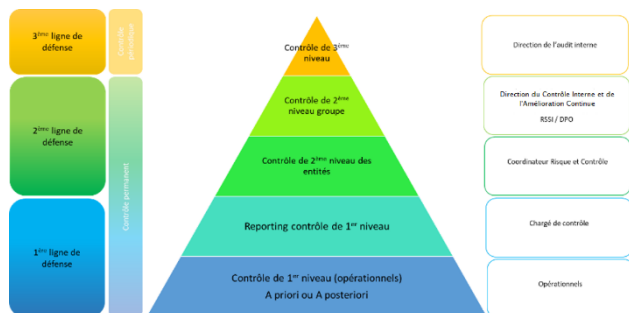 3ème ligne de
défense
Contrôle
périodique
Contrôle de 3ème
niveau
Direction de l'audit interne
2ème ligne de
défense
Contrôle permanent
Contrôle de 2ème
niveau groupe
Direction du Contrôle Interne et de
l'Amélioration Continue
RSSI / DPO
Contrôle de 2ème niveau des
entités
Coordinateur Risque et Contrôle
1ère ligne de
défense
Reporting contrôle de 1er niveau
Chargé de contrôle
Contrôle de 1er niveau (opérationnels)
A priori ou A posteriori
Opérationnels